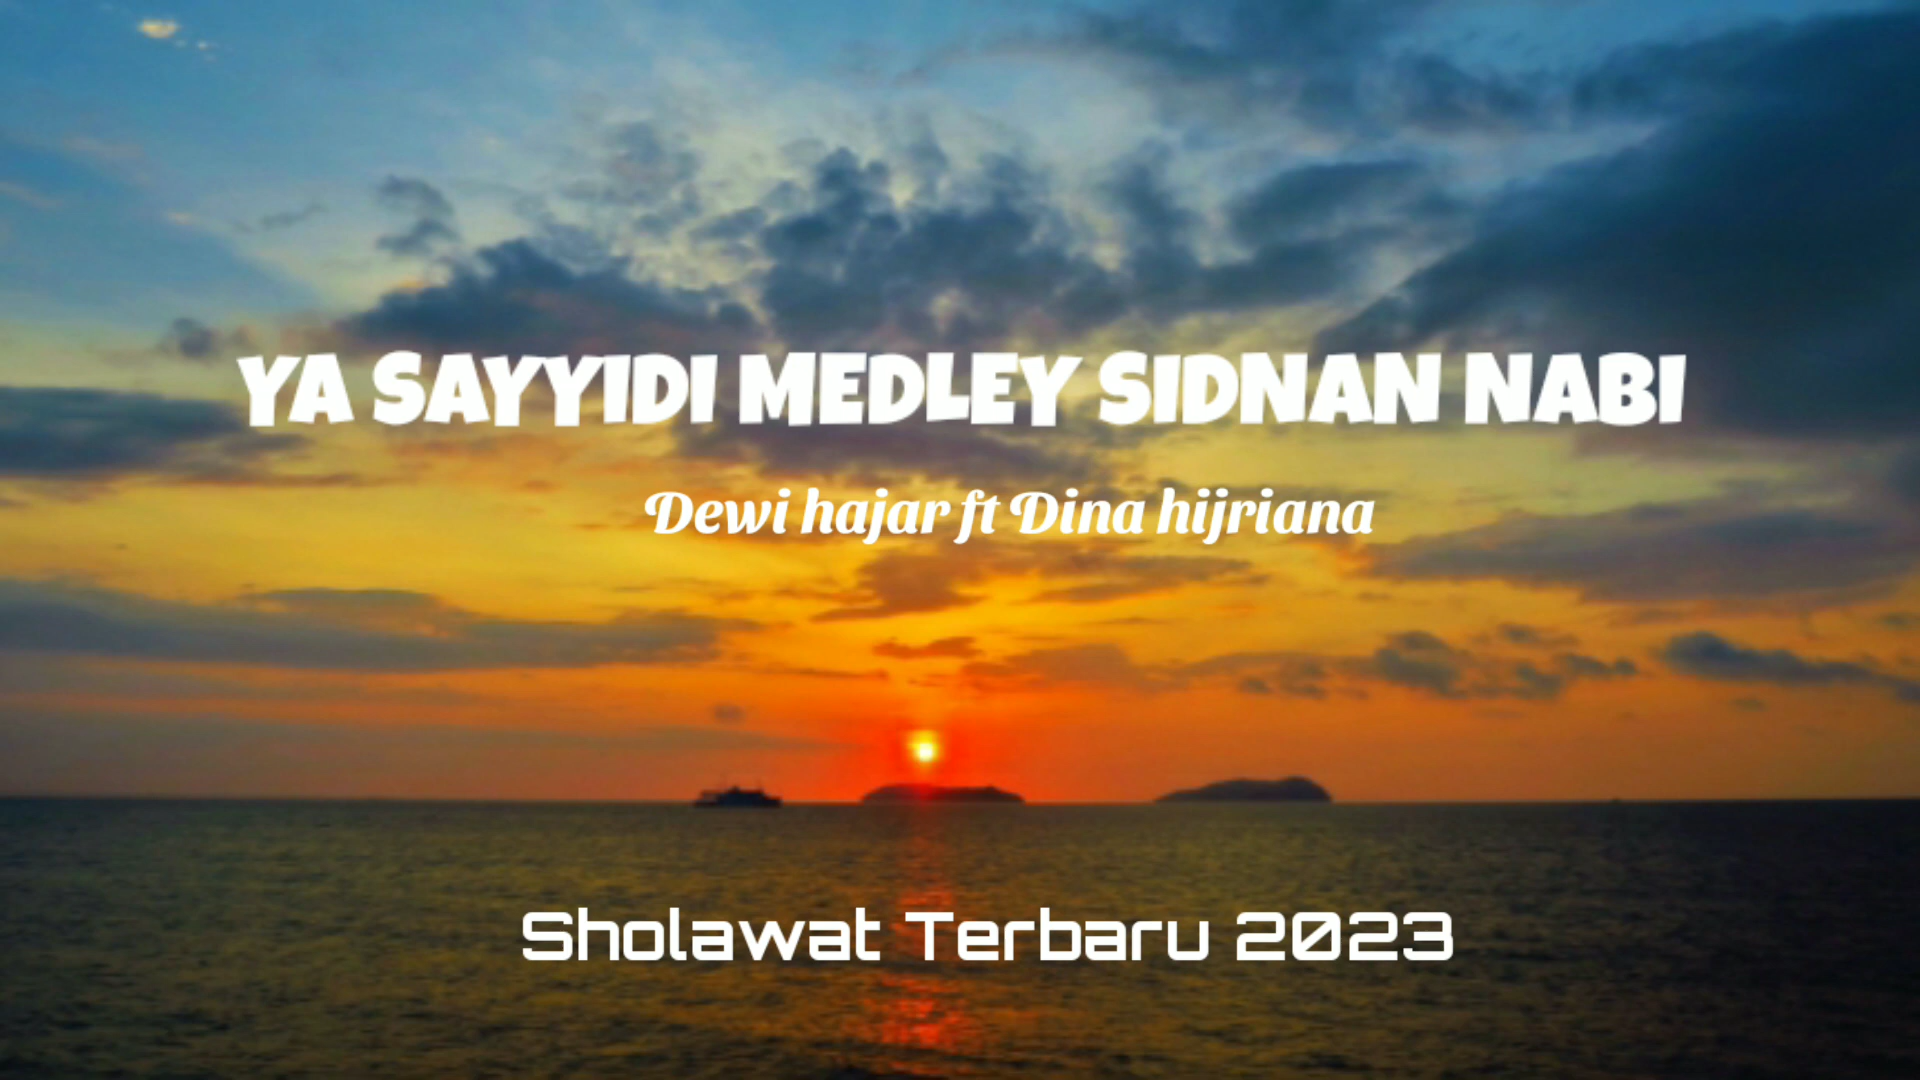 YA SAYYIDI MEDLEY SIDNAN NABI
Dewi hajar ft Dina hijriana
Sholawat Terbaru 2023